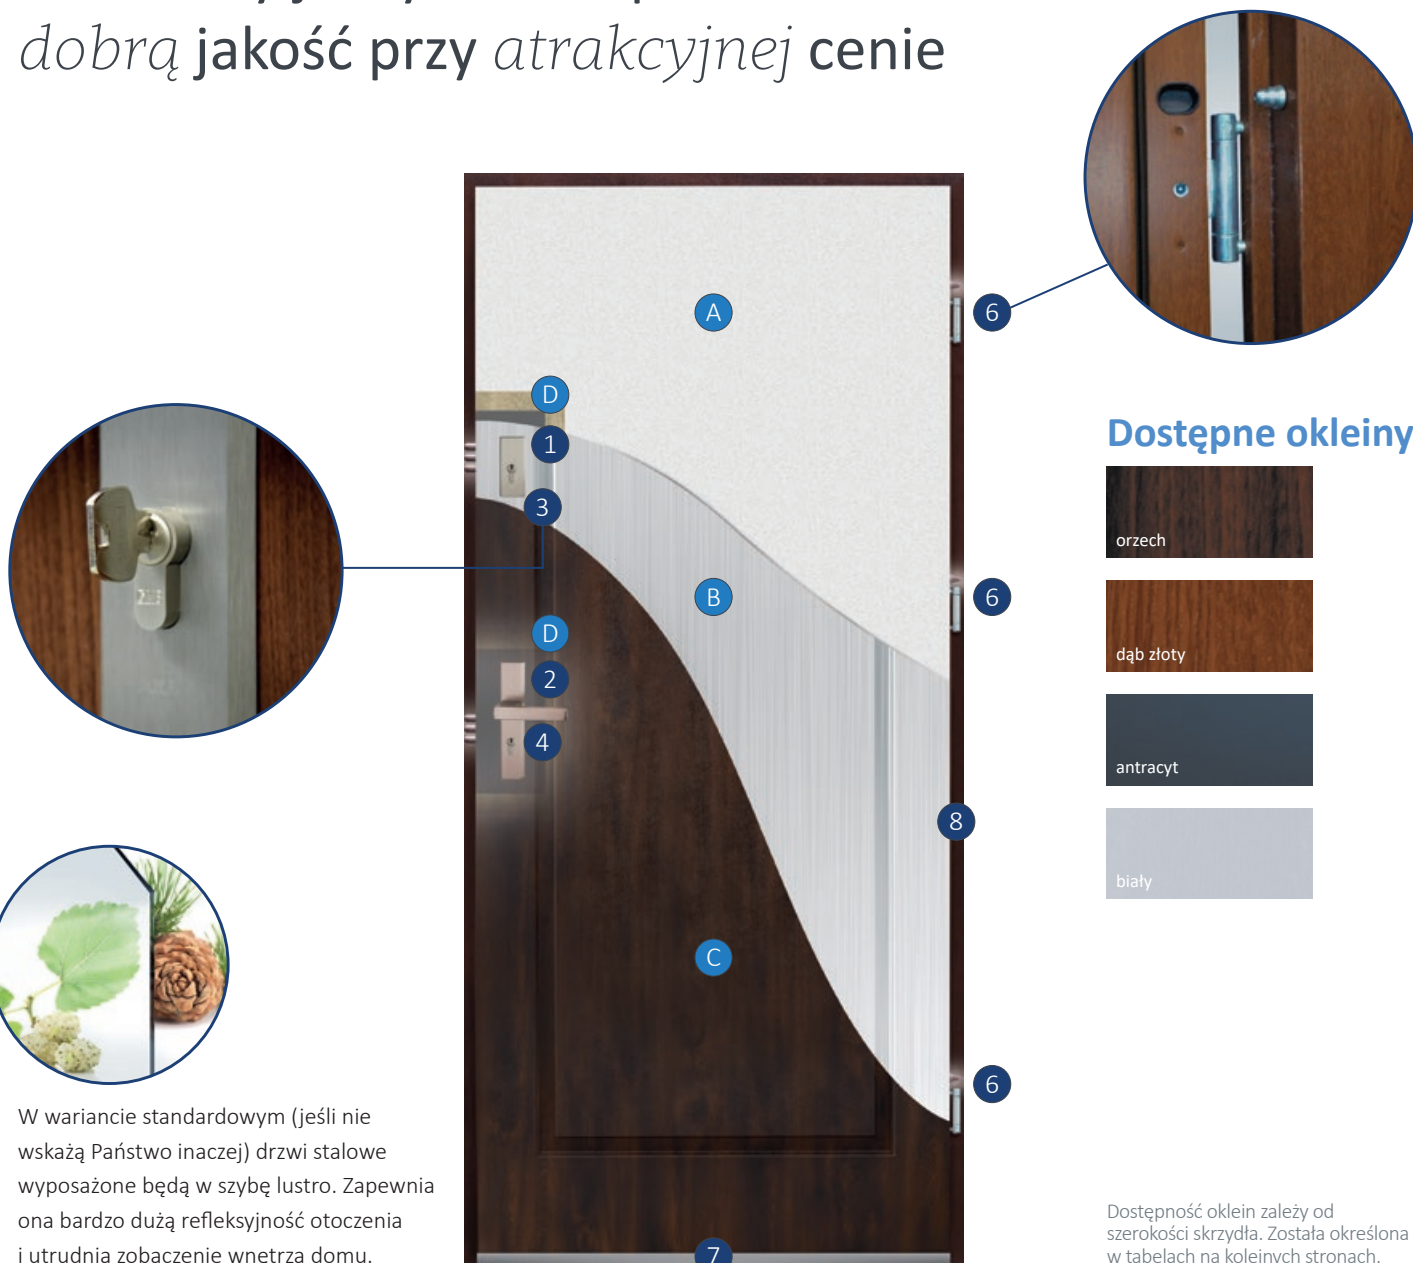 dobrą jakość przy atrakcyjnej cenie
A
6
D
1
3
B
6
D
2
4
8
C
6
7
Dostępne okleiny
orzech
dąb złoty
antracyt
biały
W wariancie standardowym (jeśli nie
wskażą Państwo inaczej) drzwi stalowe
wyposażone będą w szybę lustro. Zapewnia
ona bardzo dużą refleksyjność otoczenia
i utrudnia zobaczenie wnętrza domu.
Dostępność oklein zależy od
szerokości skrzydła. Została określona
w tabelach na kolejnych stronach.